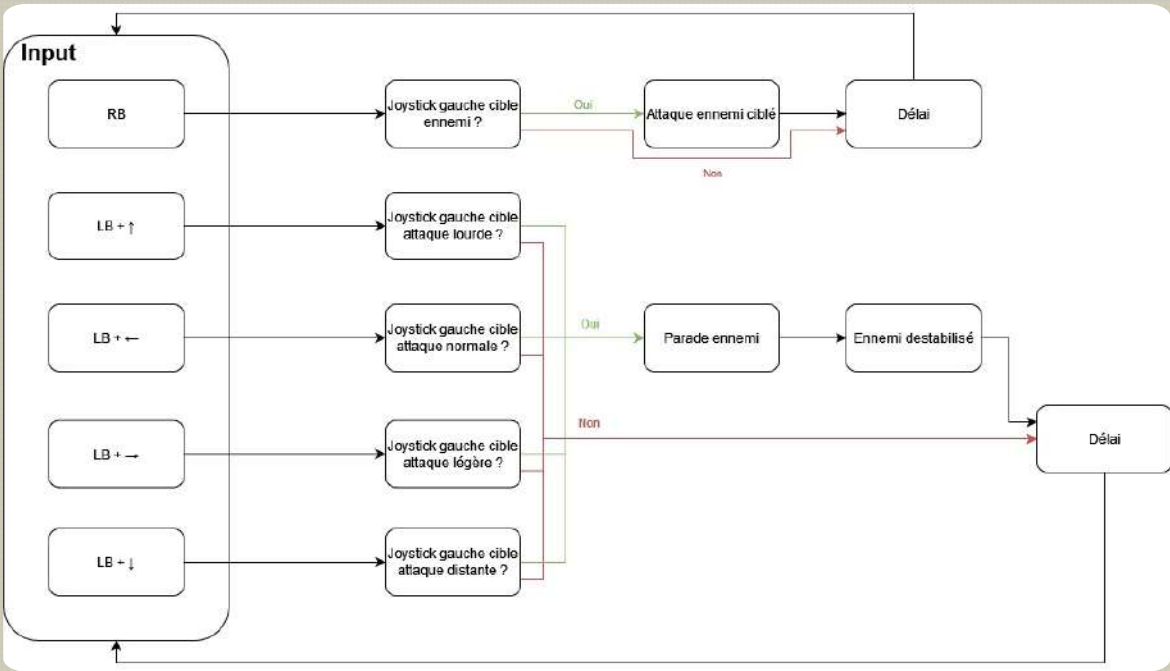 Input
RB
Joystick gauche cible
ennemi ?
Oui
Attaque ennemi ciblé
Délai
Non
LB + ↑
Joystick gauche cible
attaque lourde ?
LB + ←
Joystick gauche cible
attaque normale ?
Oui
Parade ennemi
Ennemi destabilisé
LB + →
Joystick gauche cible
attaque légère ?
Non
Délai
LB + ↓
Joystick gauche cible
attaque distante ?